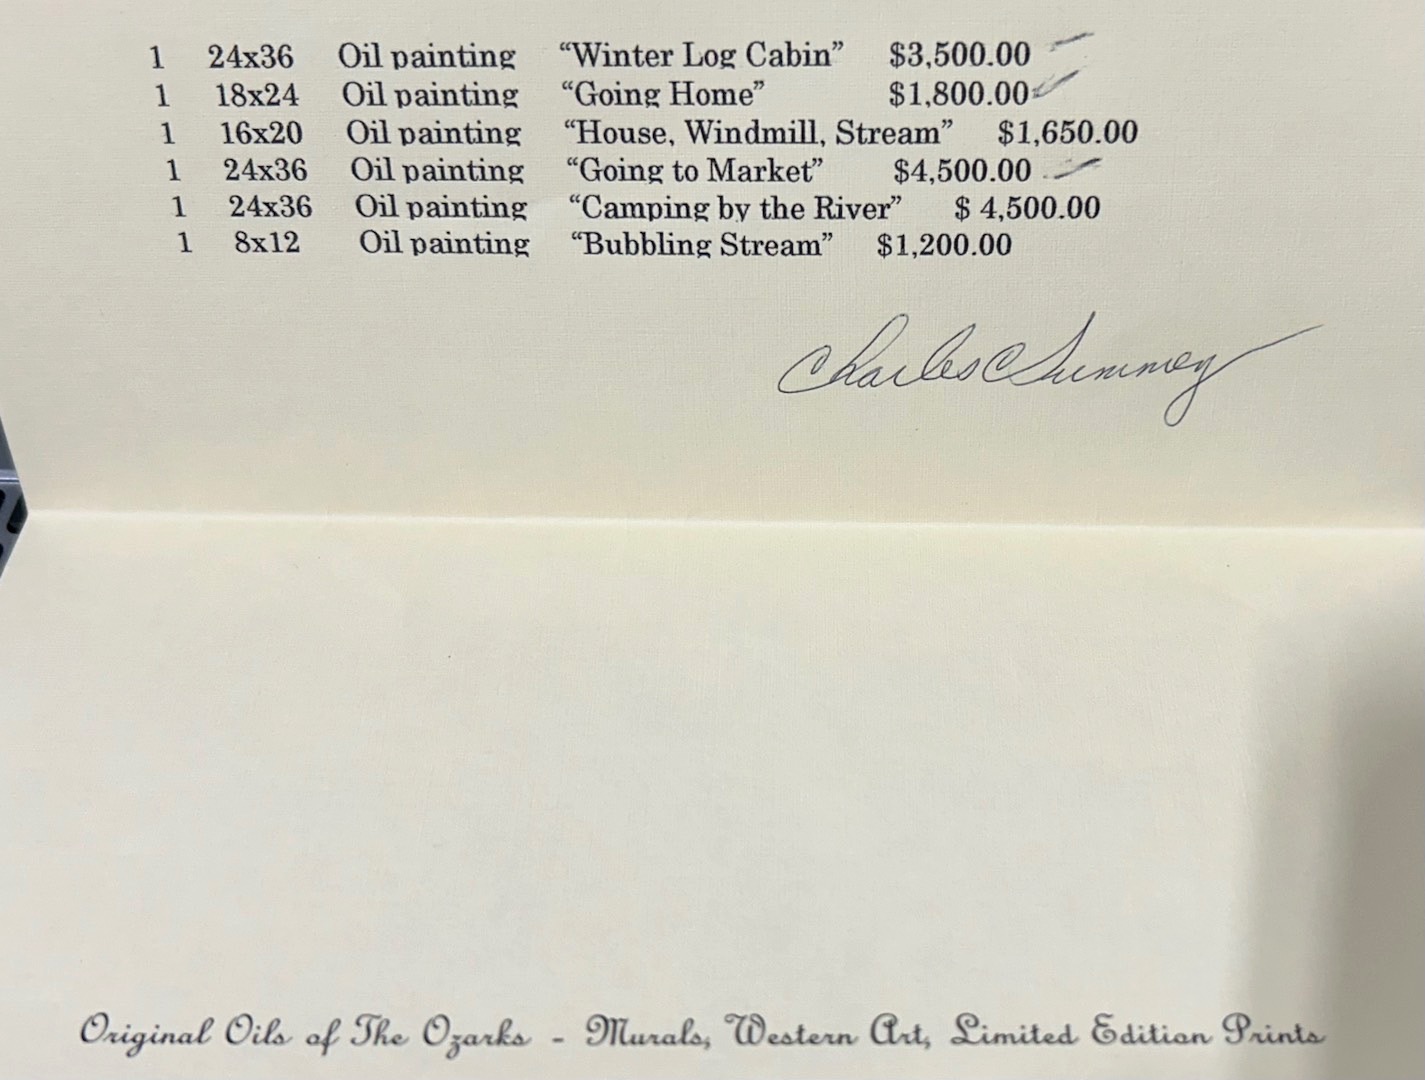 1 24x36 Oil painting “Winter Log Cabin” $3,500.00
1 18x24 Oil painting “Going Home” $1,800.00
1 16x20 Oil painting “House, Windmill, Stream” $1,650.00
1 24x36 Oil painting “Going to Market” $4,500.00
1 24x36 Oil painting “Camping by the River” $ 4,500.00
1 8x12 Oil painting “Bubbling Stream” $1,200.00
Charles C Summey
Original Oils of The Ozarks - Murals, Western Art, Limited Edition Prints